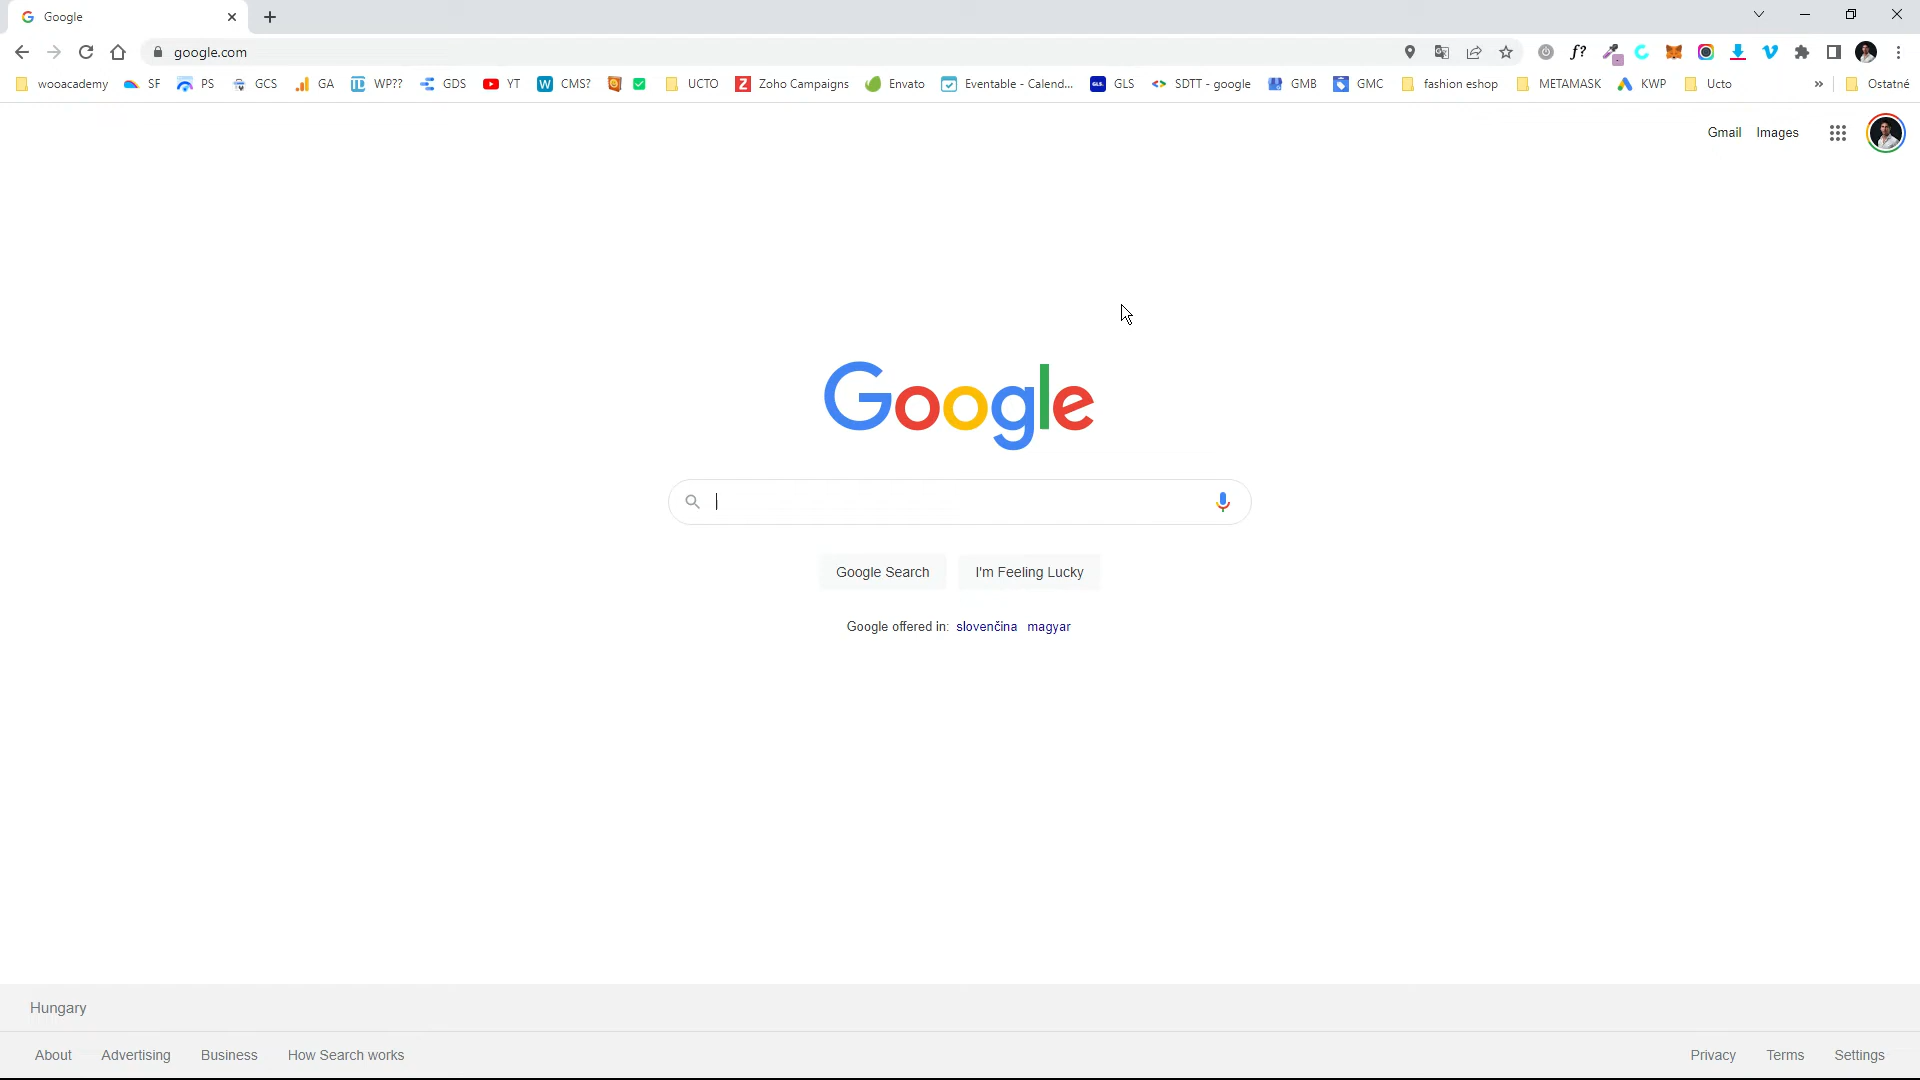 Google
google.com
wooacademy SF PS GCS GA WP?? GDS YT CMS? UCTO Zoho Campaigns Envato Eventable - Calend... GLS SDTT - google GMB GMC fashion eshop METAMASK KWP Ucto » Ostatné
Gmail Images
Google
Google Search I'm Feeling Lucky
Google offered in: slovenčina magyar
Hungary
About Advertising Business How Search works Privacy Terms Settings